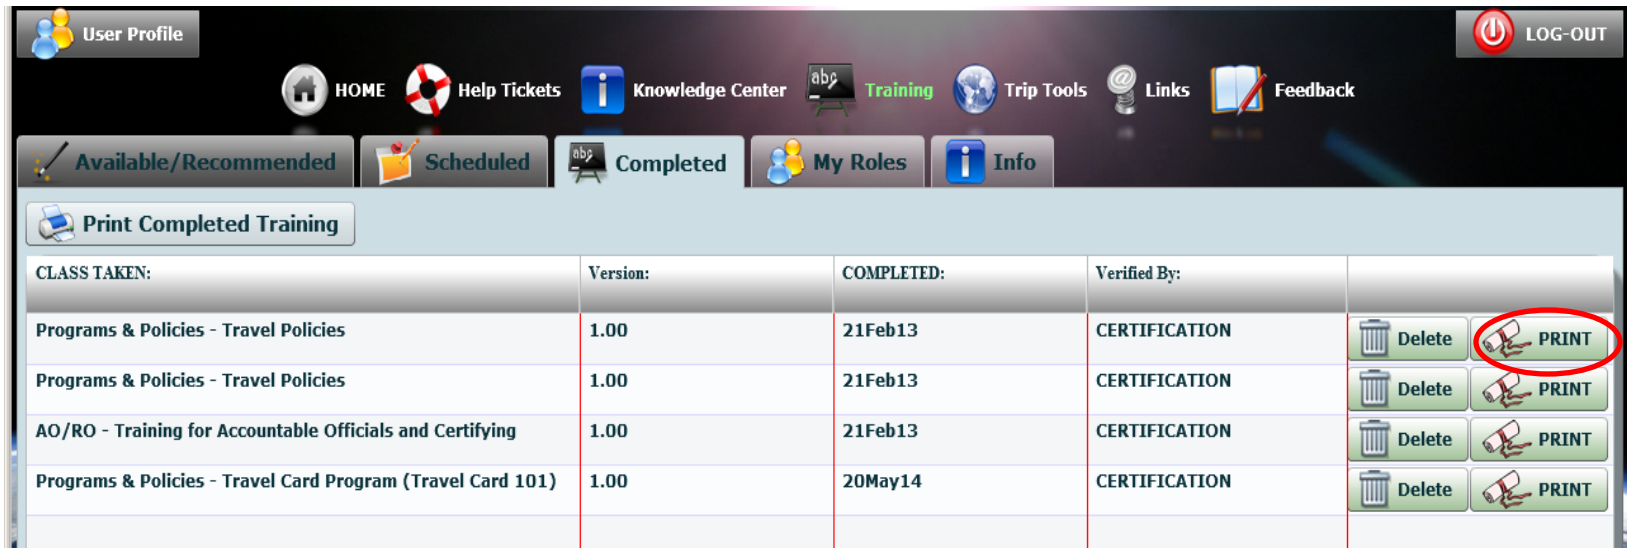 User Profile
LOG-OUT
HOME Help Tickets Knowledge Center abc Training Trip Tools Links Feedback
Available/Recommended Scheduled abc Completed My Roles Info
Print Completed Training
CLASS TAKEN: Version: COMPLETED: Verified By:
Programs & Policies - Travel Policies 1.00 21Feb13 CERTIFICATION Delete PRINT
Programs & Policies - Travel Policies 1.00 21Feb13 CERTIFICATION Delete PRINT
AO/RO - Training for Accountable Officials and Certifying 1.00 21Feb13 CERTIFICATION Delete PRINT
Programs & Policies - Travel Card Program (Travel Card 101) 1.00 20May14 CERTIFICATION Delete PRINT